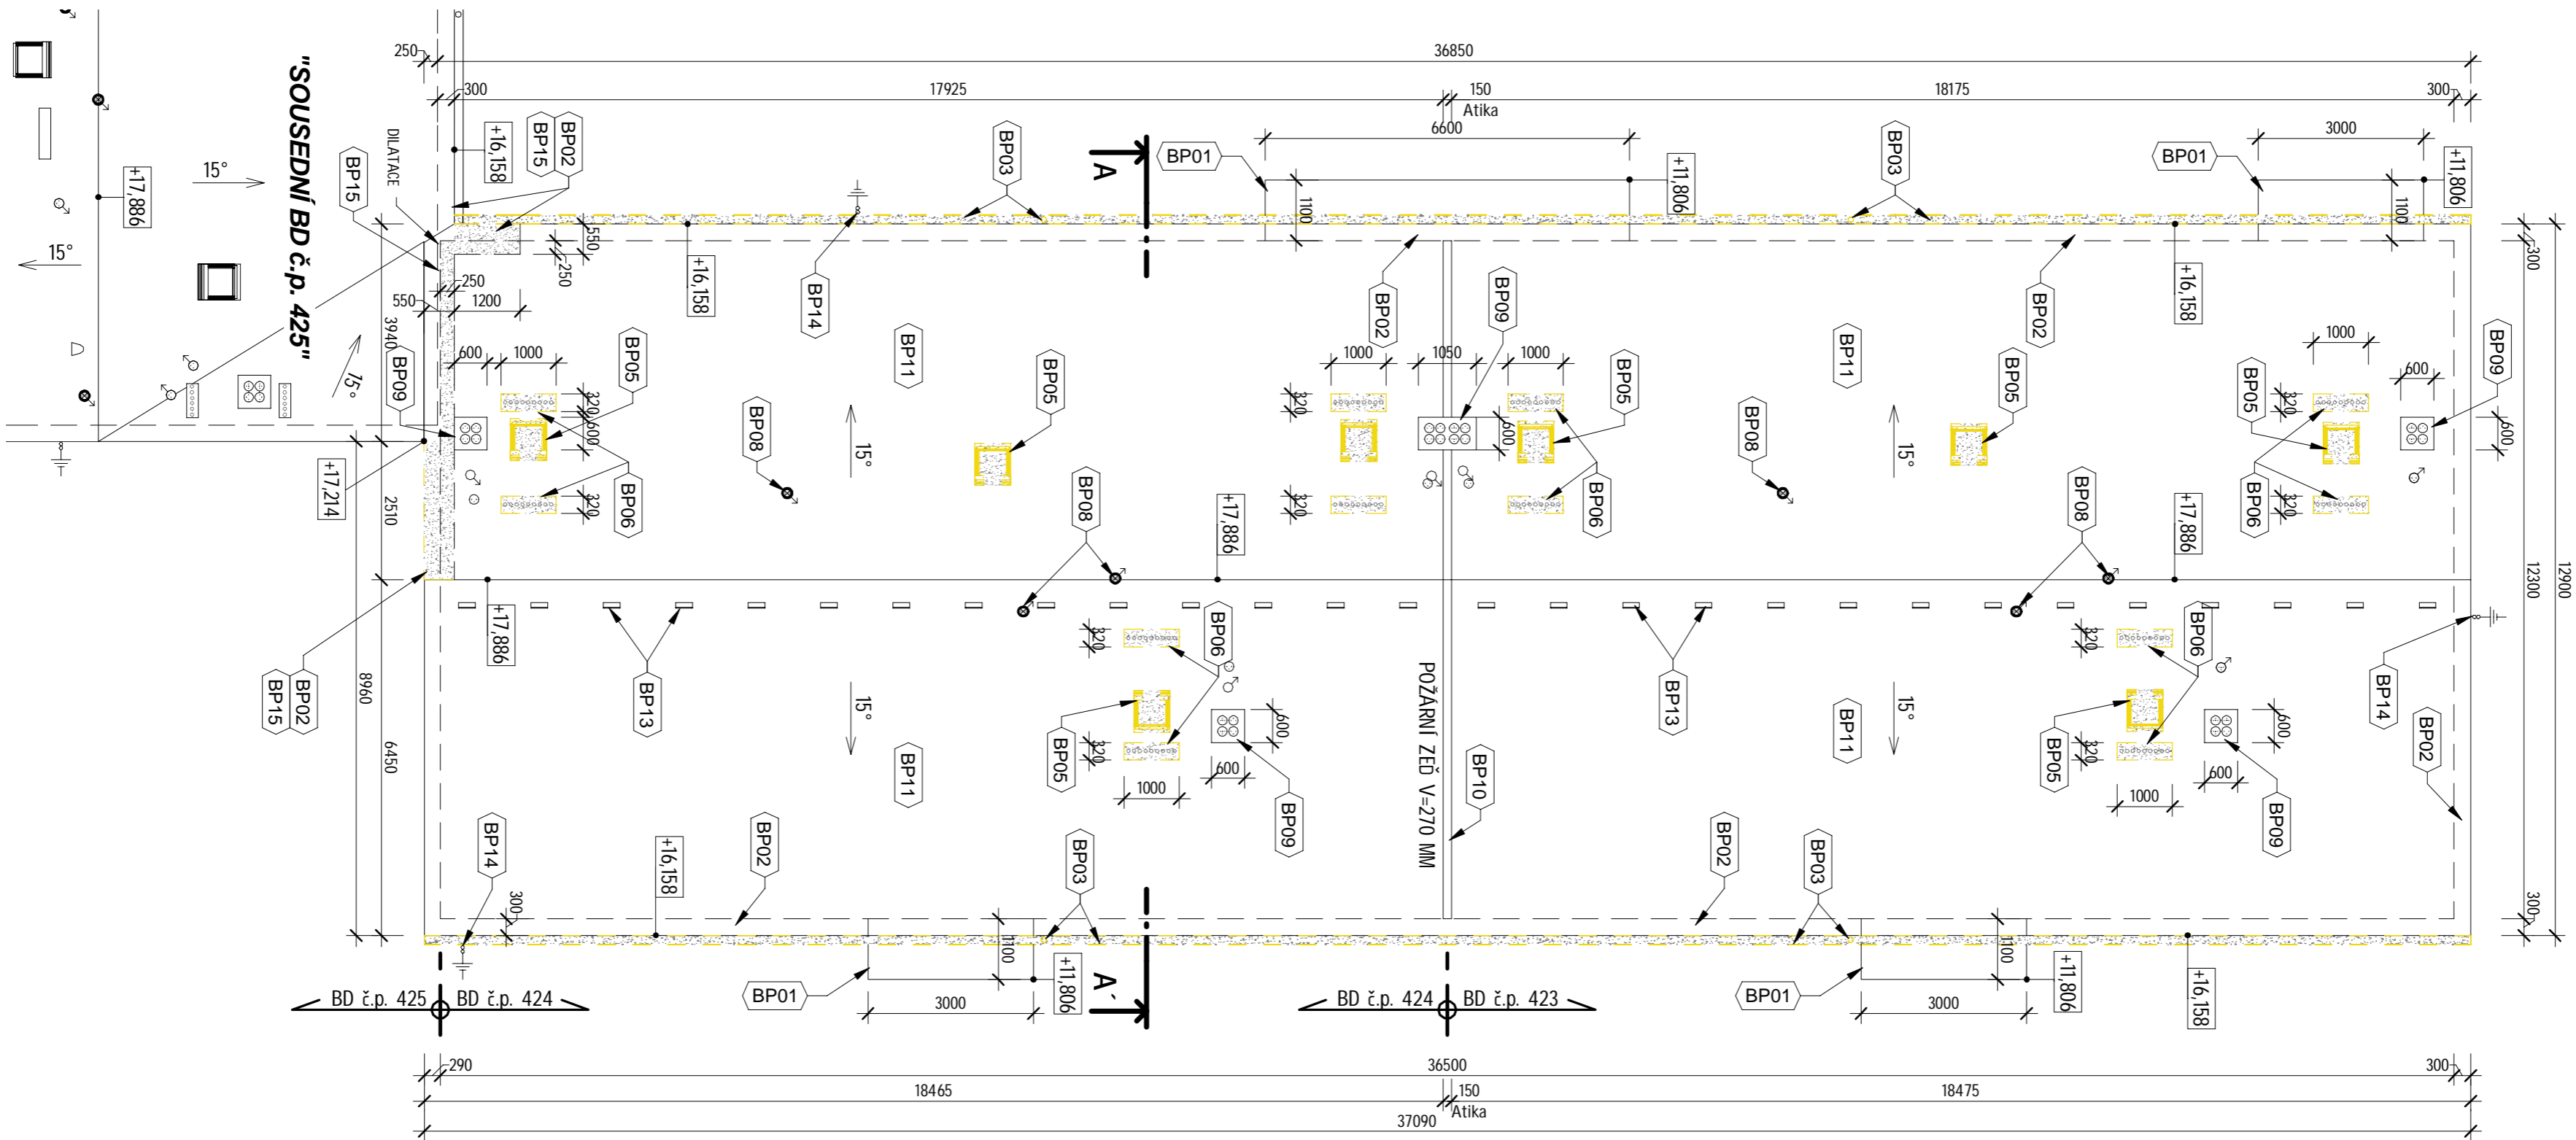 36850
250
300
17925
150
Atika
18175
300
6600
3000
"SOUSEDNÍ BD č.p. 425"
DILATACE
BP15
BP15
BP02
+16,158
BP03
A
BP01
+11,806
BP03
BP01
+11,806
1100
1100
15°
+17,886
15°
15°
550
250
250
550
1200
3940
+16,158
BP14
BP02
BP09
+16,158
BP02
300
12300
12900
300
BP09
600
1000
BP05
BP11
BP05
1000
1050
1000
BP05
BP11
BP05
1000
BP05
600
BP09
320
600
320
BP06
BP08
15°
320
320
600
BP06
BP08
15°
320
320
BP06
600
+17,214
2510
BP08
+17,886
BP08
+17,886
+17,886
BP15
BP02
8960
6450
BP13
BP06
320
320
BP05
1000
600
600
BP09
15°
BP11
POŽÁRNÍ ZEĎ V=270 MM
BP10
BP13
15°
BP11
BP06
320
320
BP05
1000
600
600
BP09
BP14
BP02
BP14
300
+16,158
BP02
BP03
BP02
BP03
1100
1100
BP01
3000
+11,806
A´
BP01
3000
+11,806
+16,158
BD č.p. 425
BD č.p. 424
BD č.p. 424
BD č.p. 423
290
36500
300
18465
150
Atika
18475
37090